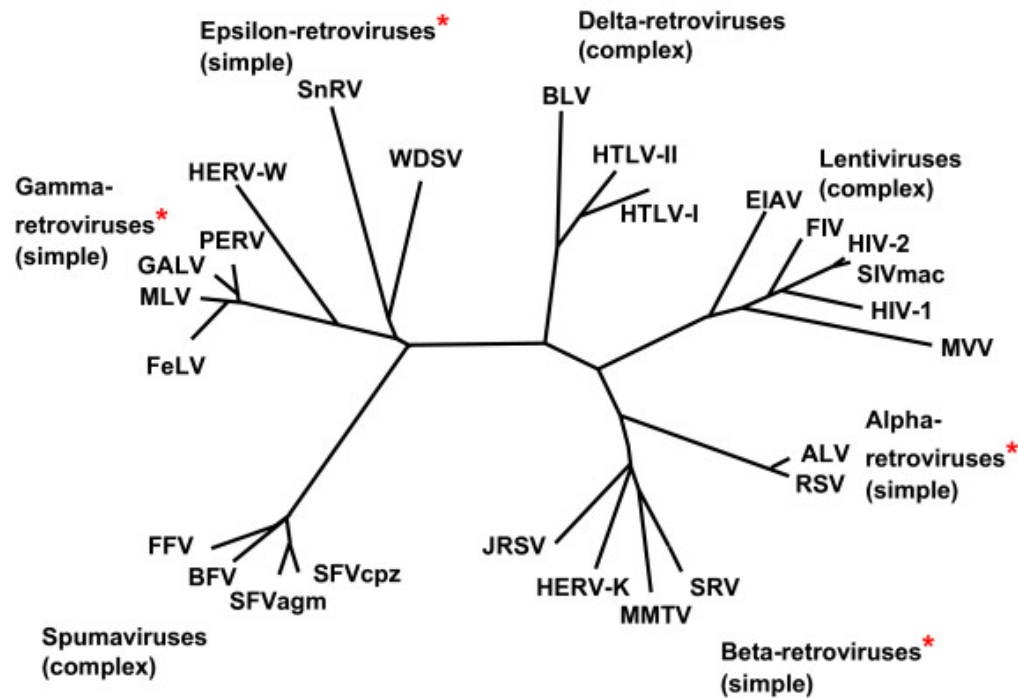 Epsilon-retroviruses*
(simple)
SnRV
WDSV
Delta-retroviruses
(complex)
BLV
HTLV-II
HTLV-I
Lentiviruses
(complex)
EIAV
FIV
HIV-2
SIVmac
HIV-1
MVV
Gamma-
retroviruses*
(simple)
HERV-W
PERV
GALV
MLV
FeLV
Alpha-
retroviruses*
(simple)
ALV
RSV
FFV
BFV
SFVagm
SFVcpz
Spumaviruses
(complex)
JRSV
HERV-K
MMTV
SRV
Beta-retroviruses*
(simple)